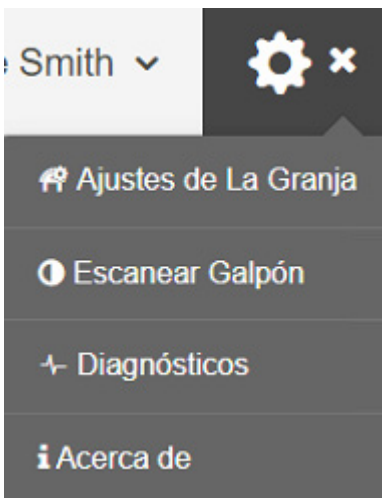 Smith
Ajustes de La Granja
Escanear Galpón
Diagnósticos
Acerca de